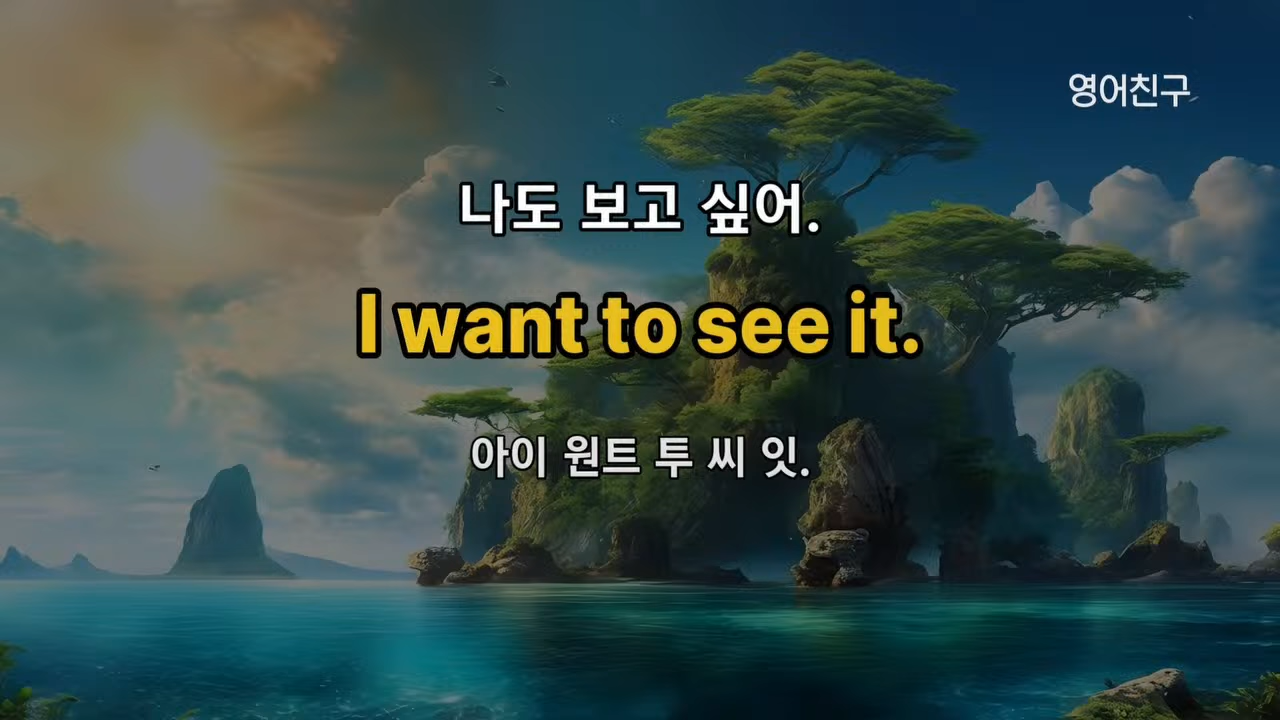 영어친구
나도 보고 싶어.
I want to see it.
아이 원트 투 씨 잇.